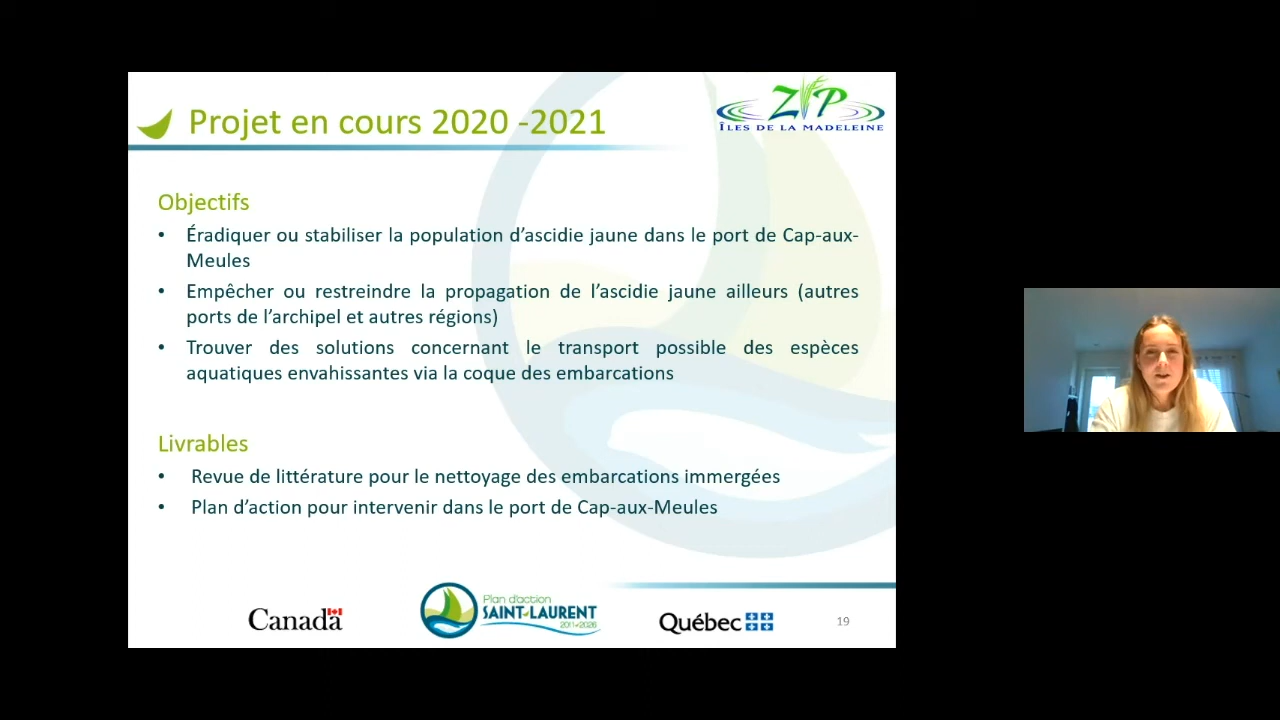 Projet en cours 2020 -2021
ZIP
ÎLES DE LA MADELEINE
Objectifs
• Éradiquer ou stabiliser la population d’ascidie jaune dans le port de Cap-aux-
Meules
• Empêcher ou restreindre la propagation de l’ascidie jaune ailleurs (autres
ports de l’archipel et autres régions)
• Trouver des solutions concernant le transport possible des espèces
aquatiques envahissantes via la coque des embarcations
Livrables
• Revue de littérature pour le nettoyage des embarcations immergées
• Plan d’action pour intervenir dans le port de Cap-aux-Meules
Canada
Plan d’action
SAINT-LAURENT
2011-2026
Québec
19